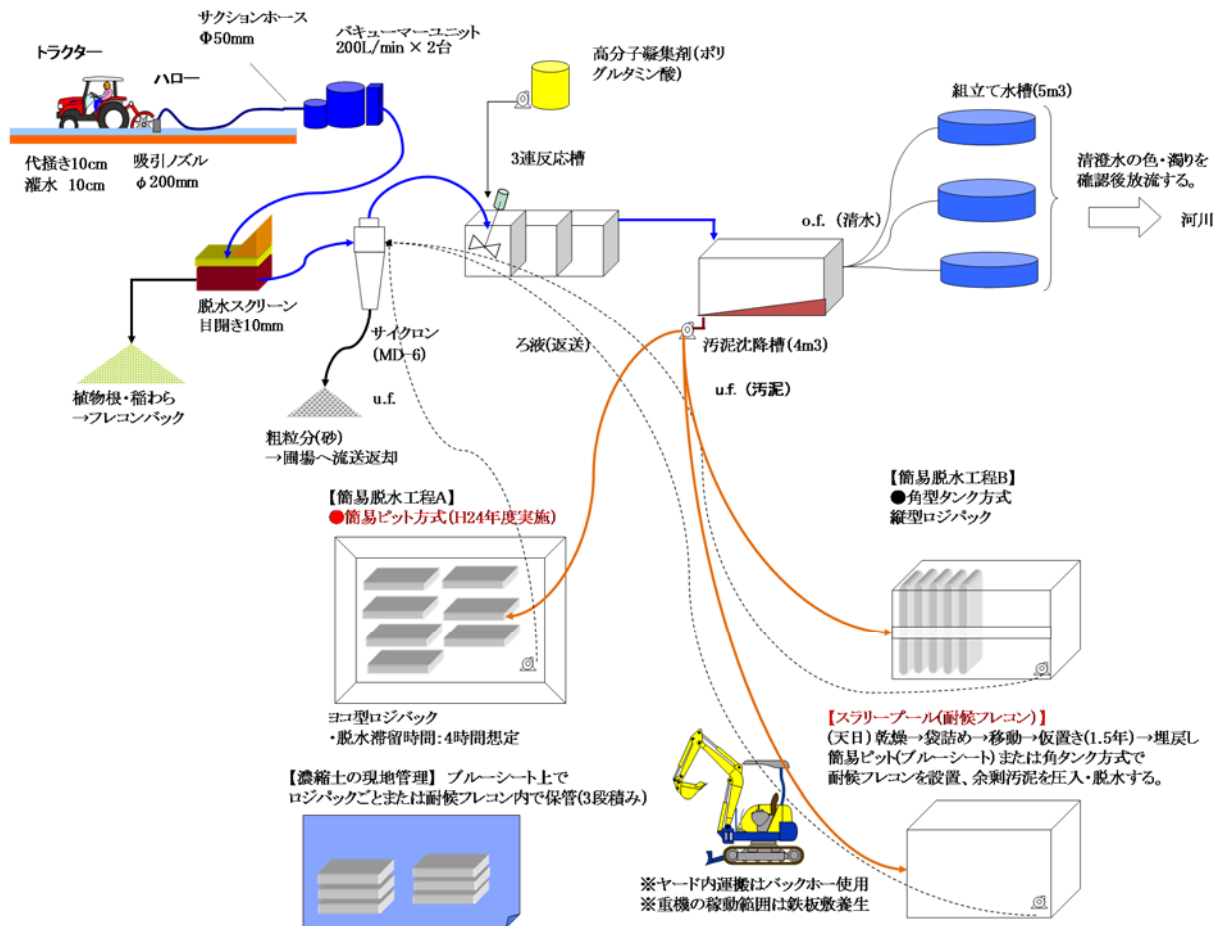 サクションホース
Φ50mm
バキューマーユニット
200L/min × 2台
高分子凝集剤(ポリ
グルタミン酸)
トラクター
ハロー
組立て水槽(5m3)
代掻き10cm
灌水 10cm
吸引ノズル
φ200mm
3連反応槽
清澄水の色・濁りを
確認後放流する。
河川
o.f. (清水)
脱水スクリーン
目開き10mm
サイクロン
(MD-6)
ろ液(返送)
汚泥沈降槽(4m3)
u.f. (汚泥)
植物根・稲わら
→フレコンバック
u.f.
粗粒分(砂)
→圃場へ流送返却
【簡易脱水工程A】
●簡易ピット方式(H24年度実施)
【簡易脱水工程B】
●角型タンク方式
縦型ロジパック
ヨコ型ロジパック
・脱水滞留時間:4時間想定
【スラリープール(耐候フレコン)】
(天日)乾燥→袋詰め→移動→仮置き(1.5年)→埋戻し
簡易ピット(ブルーシート)または角タンク方式で
耐候フレコンを設置、余剰汚泥を圧入・脱水する。
【濃縮土の現地管理】 ブルーシート上で
ロジパックごとまたは耐候フレコン内で保管(3段積み)
※ヤード内運搬はバックホー使用
※重機の稼動範囲は鉄板敷養生